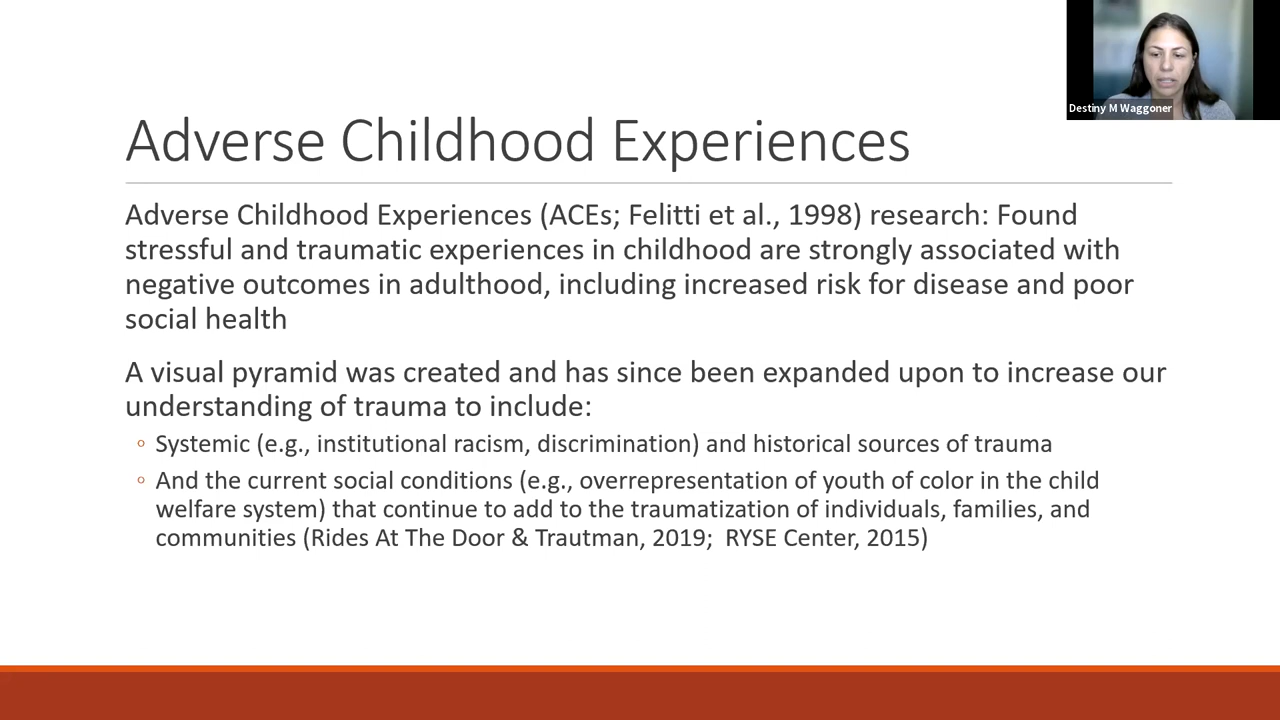 Destiny M Waggoner
Adverse Childhood Experiences
Adverse Childhood Experiences (ACEs; Felitti et al., 1998) research: Found
stressful and traumatic experiences in childhood are strongly associated with
negative outcomes in adulthood, including increased risk for disease and poor
social health
A visual pyramid was created and has since been expanded upon to increase our
understanding of trauma to include:
◦ Systemic (e.g., institutional racism, discrimination) and historical sources of trauma
◦ And the current social conditions (e.g., overrepresentation of youth of color in the child
welfare system) that continue to add to the traumatization of individuals, families, and
communities (Rides At The Door & Trautman, 2019;  RYSE Center, 2015)